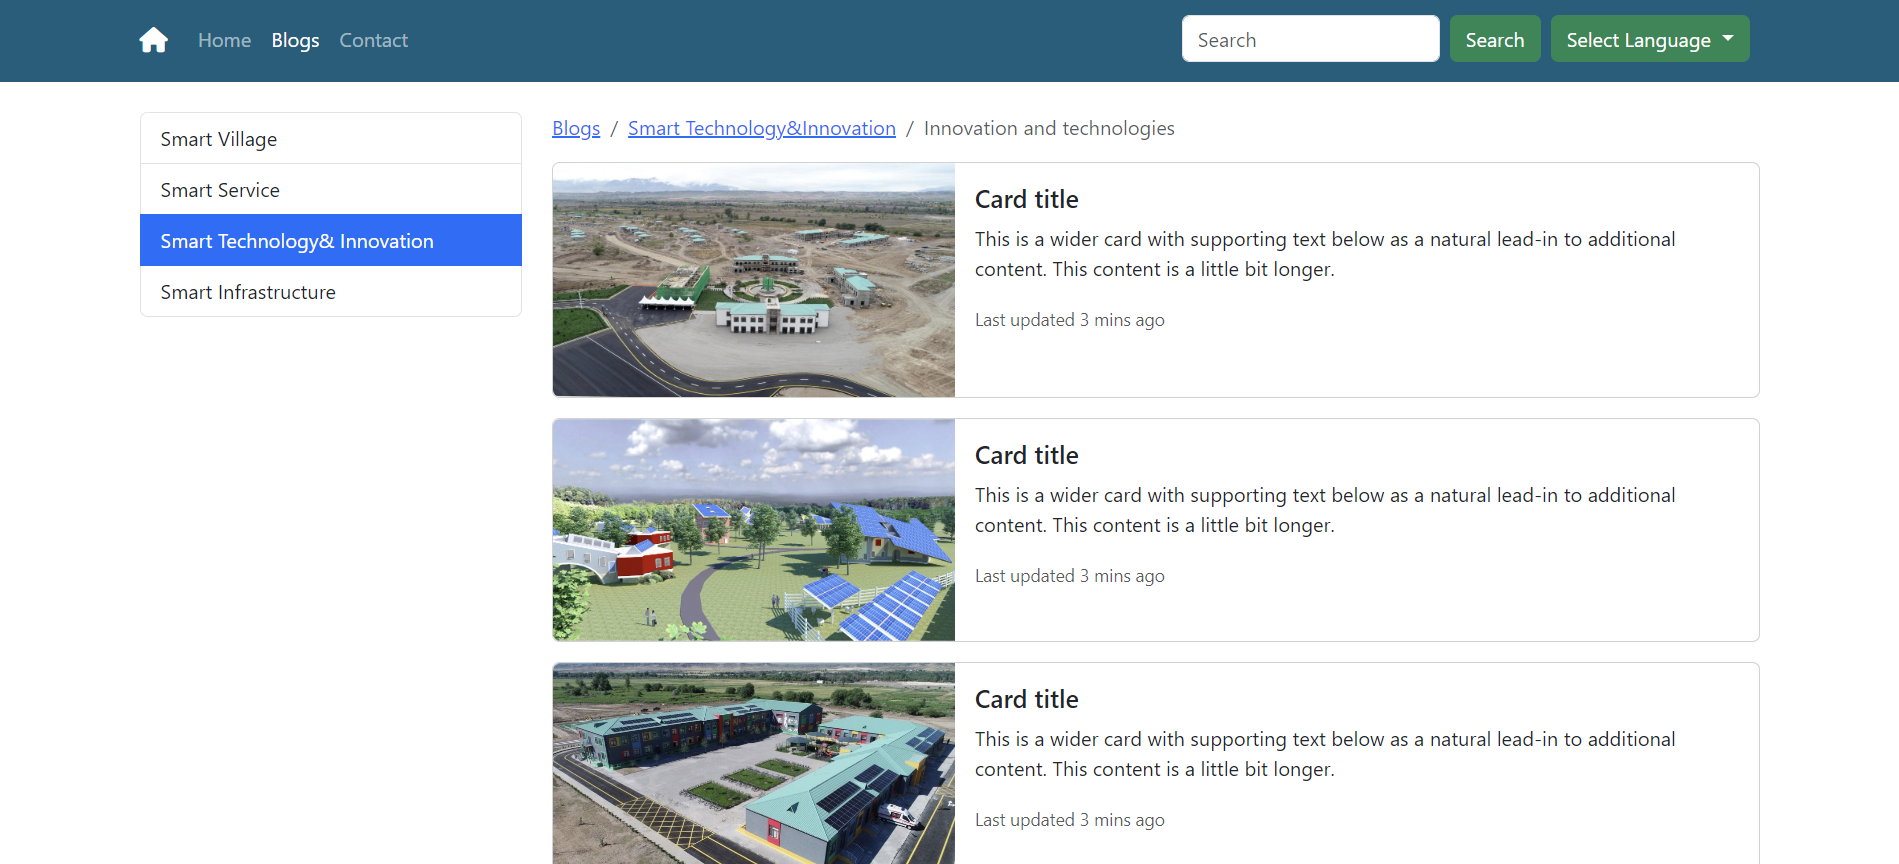 Home Blogs Contact Search Search Select Language
Smart Village
Smart Service
Smart Technology& Innovation
Smart Infrastructure
Blogs / Smart Technology&Innovation / Innovation and technologies
Card title
This is a wider card with supporting text below as a natural lead-in to additional
content. This content is a little bit longer.
Last updated 3 mins ago
Card title
This is a wider card with supporting text below as a natural lead-in to additional
content. This content is a little bit longer.
Last updated 3 mins ago
Card title
This is a wider card with supporting text below as a natural lead-in to additional
content. This content is a little bit longer.
Last updated 3 mins ago